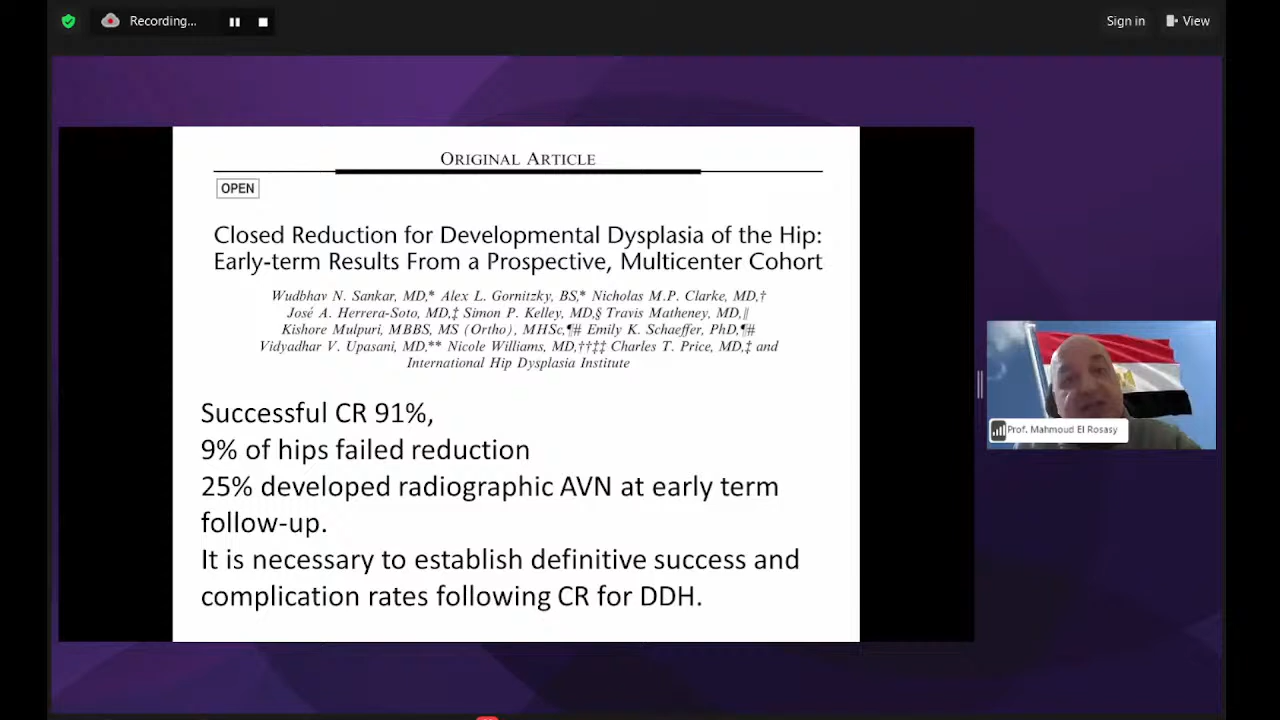 Recording...
Sign in
View
ORIGINAL ARTICLE
OPEN
Closed Reduction for Developmental Dysplasia of the Hip:
Early-term Results From a Prospective, Multicenter Cohort
Wudbhav N. Sankar, MD,* Alex L. Gornitzky, BS,* Nicholas M.P. Clarke, MD,†
José A. Herrera-Soto, MD,‡ Simon P. Kelley, MD,§ Travis Matheney, MD,∥
Kishore Mulpuri, MBBS, MS (Ortho), MHSc,¶# Emily K. Schaeffer, PhD,¶#
Vidyadhar V. Upasani, MD,** Nicole Williams, MD,††‡‡ Charles T. Price, MD,‡ and
International Hip Dysplasia Institute
Successful CR 91%,
9% of hips failed reduction
25% developed radiographic AVN at early term
follow-up.
It is necessary to establish definitive success and
complication rates following CR for DDH.
Prof. Mahmoud El Rosasy